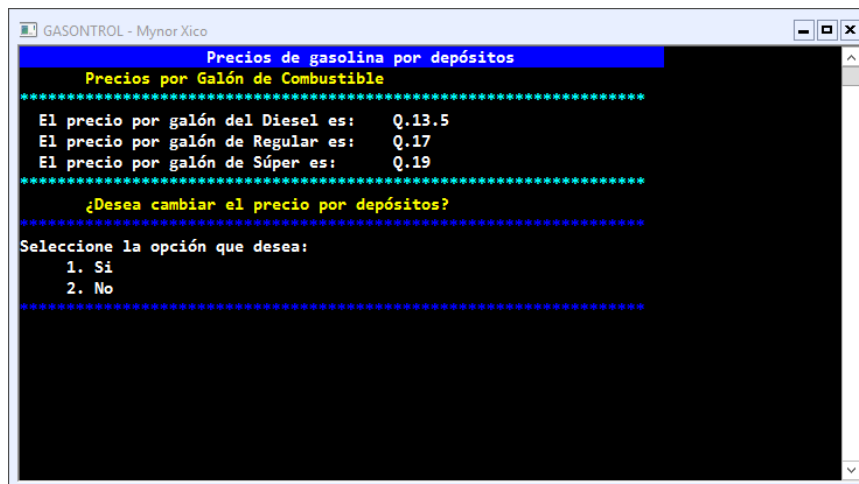 GASONTROL - Mynor Xico
Precios de gasolina por depósitos
Precios por Galón de Combustible
*******************************************************************
El precio por galón del Diesel es: Q.13.5
El precio por galón de Regular es: Q.17
El precio por galón de Súper es: Q.19
*******************************************************************
¿Desea cambiar el precio por depósitos?
*******************************************************************
Seleccione la opción que desea:
1. Si
2. No
*******************************************************************